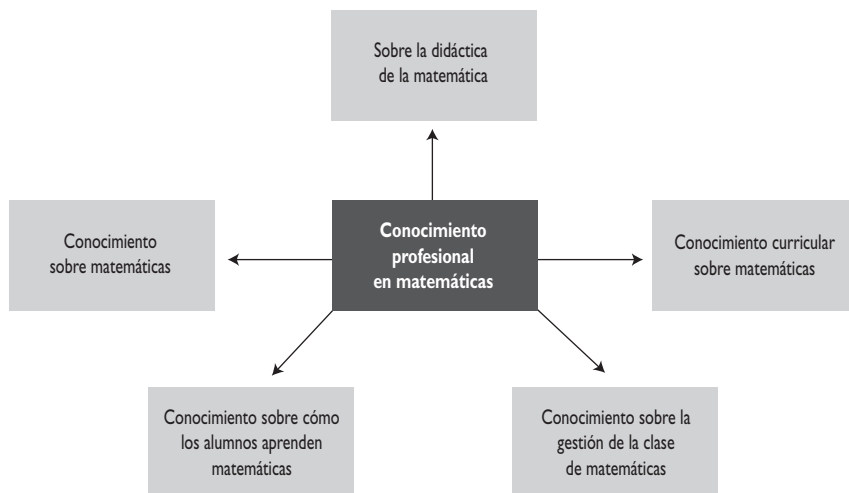 Sobre la didáctica
de la matemática
Conocimiento
sobre matemáticas
Conocimiento
profesional
en matemáticas
Conocimiento curricular
sobre matemáticas
Conocimiento sobre cómo
los alumnos aprenden
matemáticas
Conocimiento sobre la
gestión de la clase
de matemáticas